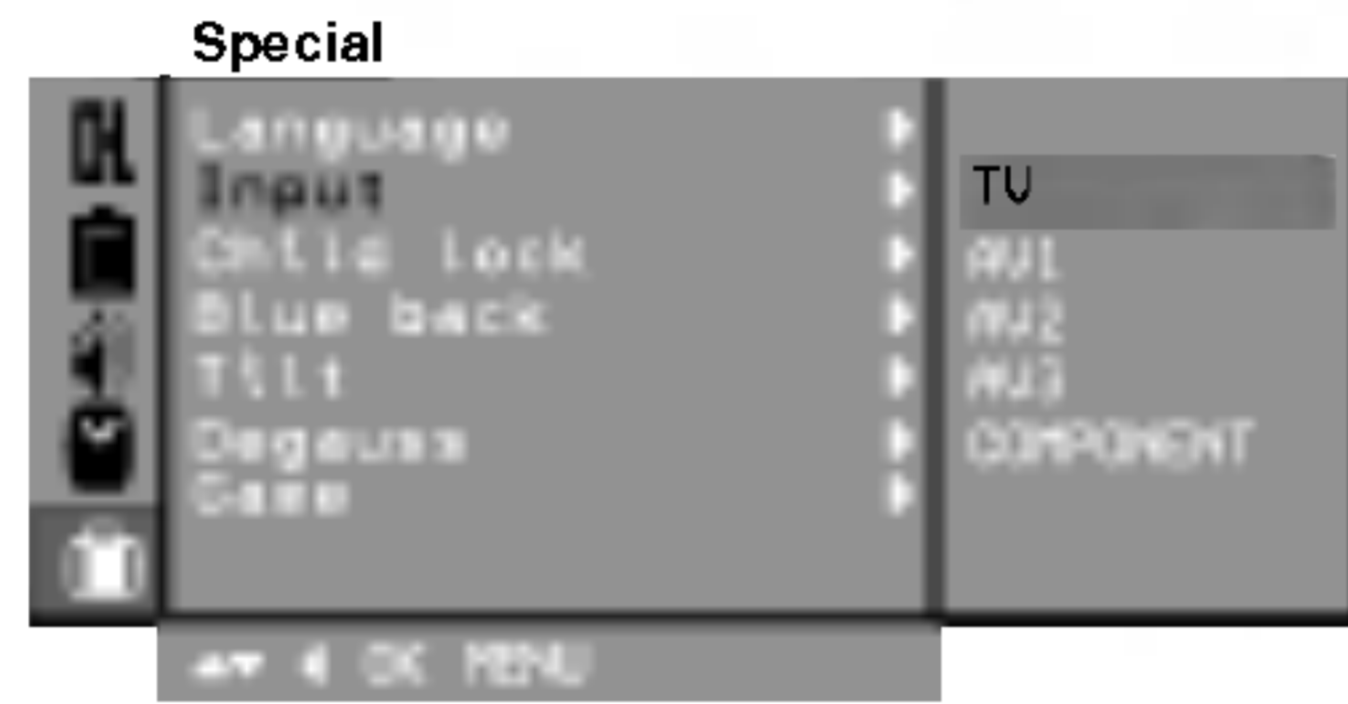 Special
Language
Input
Child lock
Blue back
Tilt
Degauss
Game
TV
AV1
AV2
AV3
COMPONENT
OK MENU